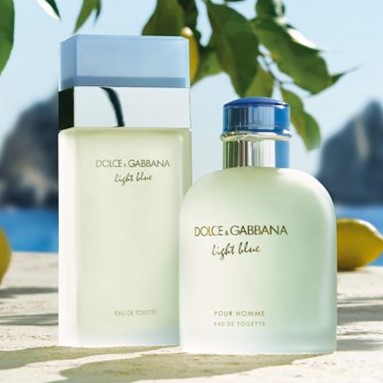 DOLCE & GABBANA
light blue
EAU DE TOILETTE
DOLCE & GABBANA
light blue
POUR HOMME
EAU DE TOILETTE